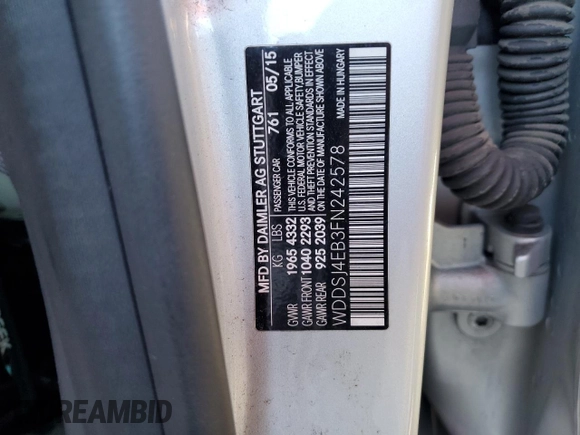 MFD BY DAIMLER AG STUTTGART
PASSENGER CAR 761 05/15
KG LBS
GVWR 1965 4332
GAWR FRONT 1040 2293
GAWR REAR 925 2039
THIS VEHICLE CONFORMS TO ALL APPLICABLE
U.S. FEDERAL MOTOR VEHICLE SAFETY, BUMPER
AND THEFT PREVENTION STANDARDS IN EFFECT
ON THE DATE OF MANUFACTURE SHOWN ABOVE
MADE IN HUNGARY
WDDSJ4EB3FN242578
REAMBID